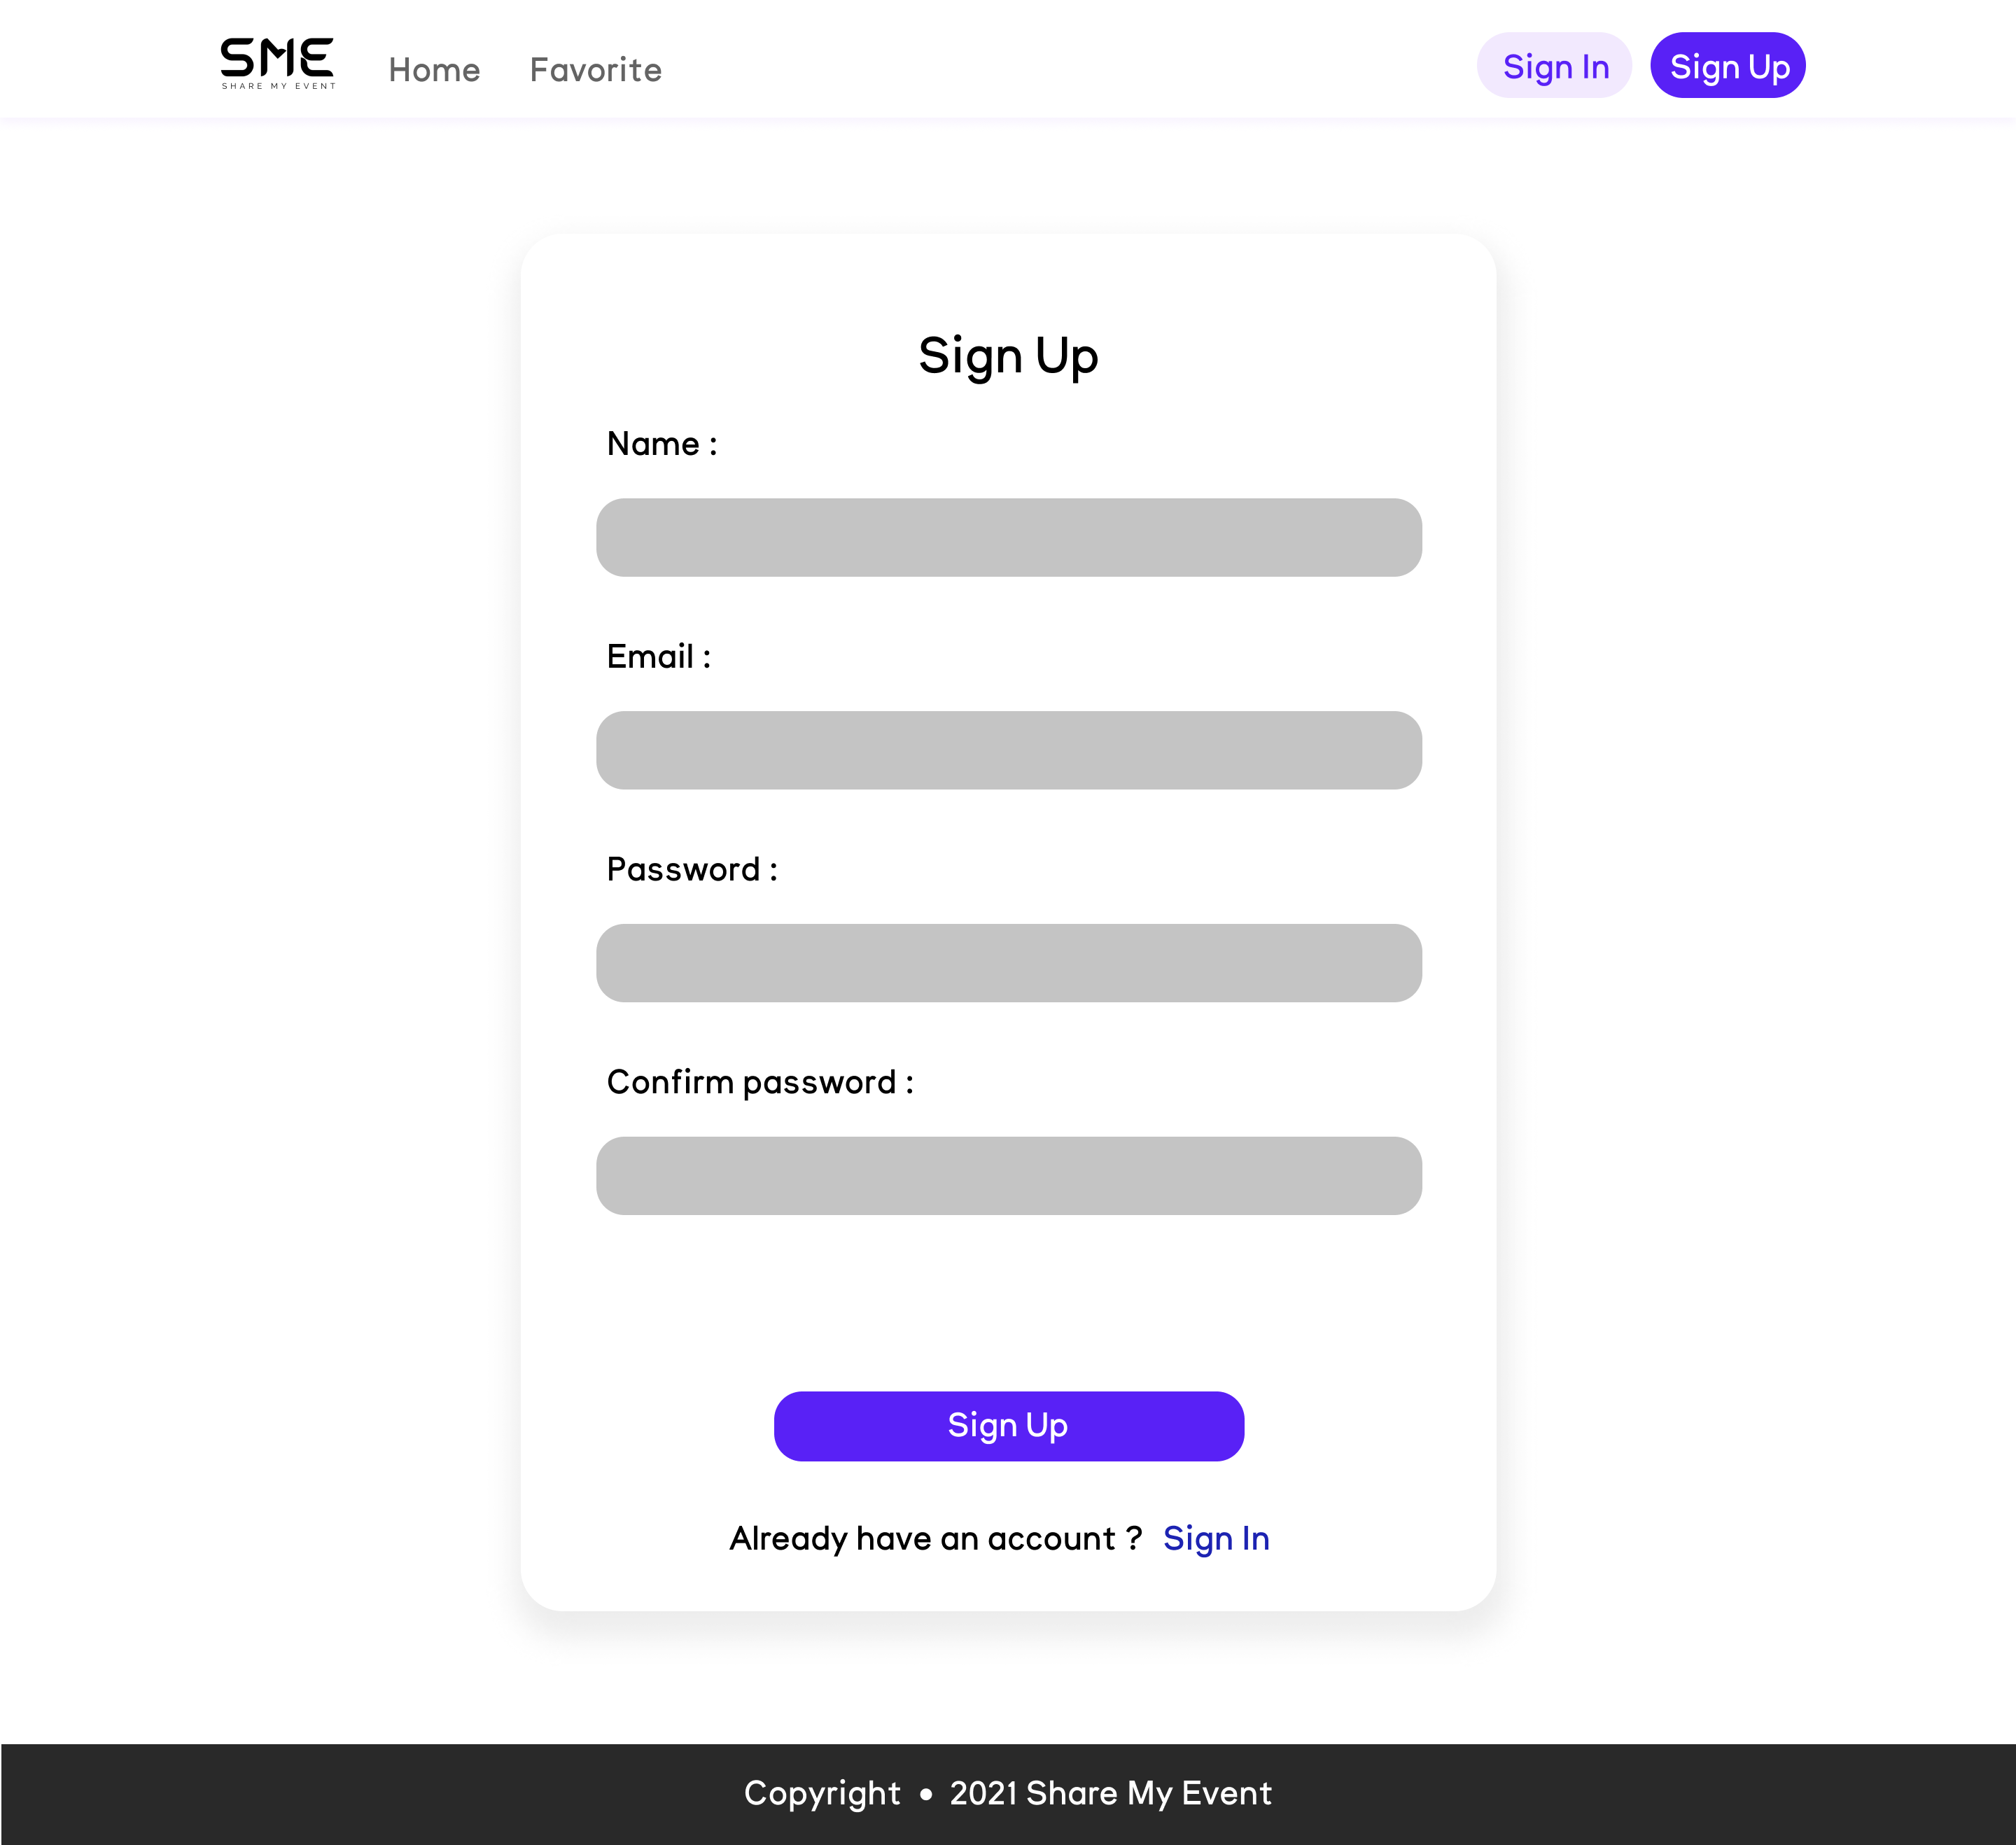 SME
SHARE MY EVENT
Home Favorite Sign In Sign Up
Sign Up
Name :
Email :
Password :
Confirm password :
Sign Up
Already have an account ? Sign In
Copyright • 2021 Share My Event